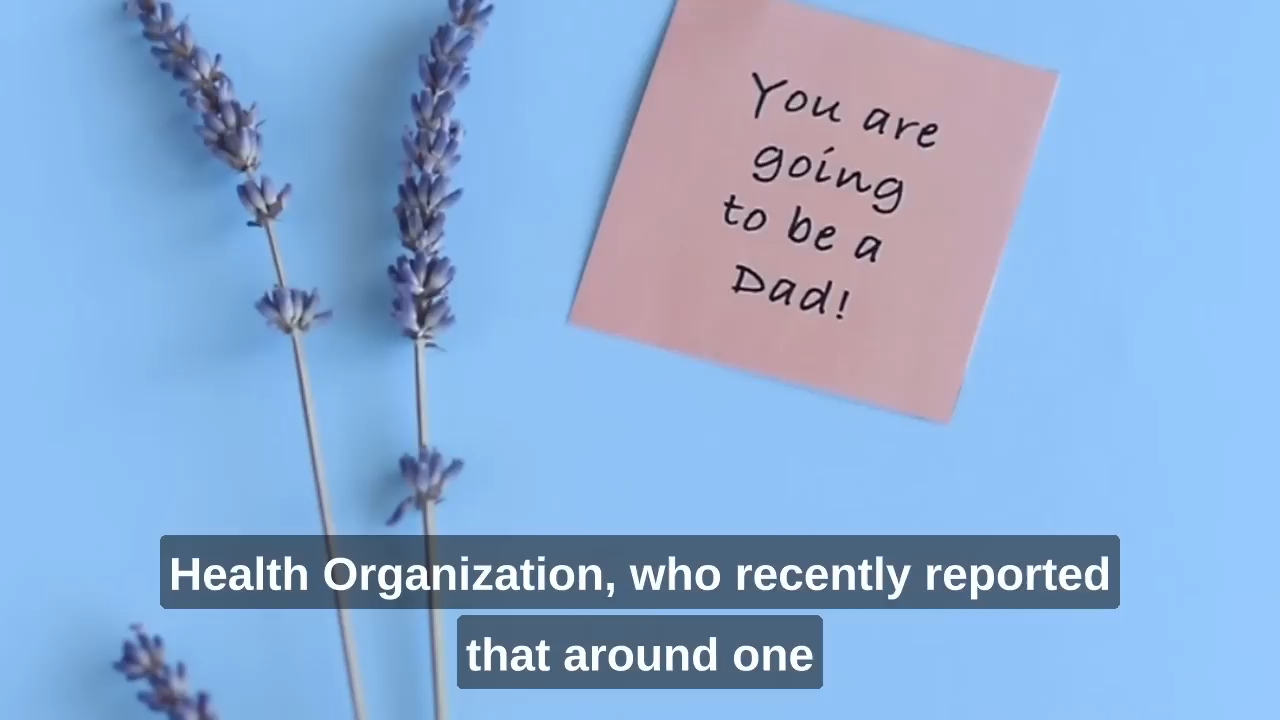 You are
going
to be a
Dad!
Health Organization, who recently reported
that around one